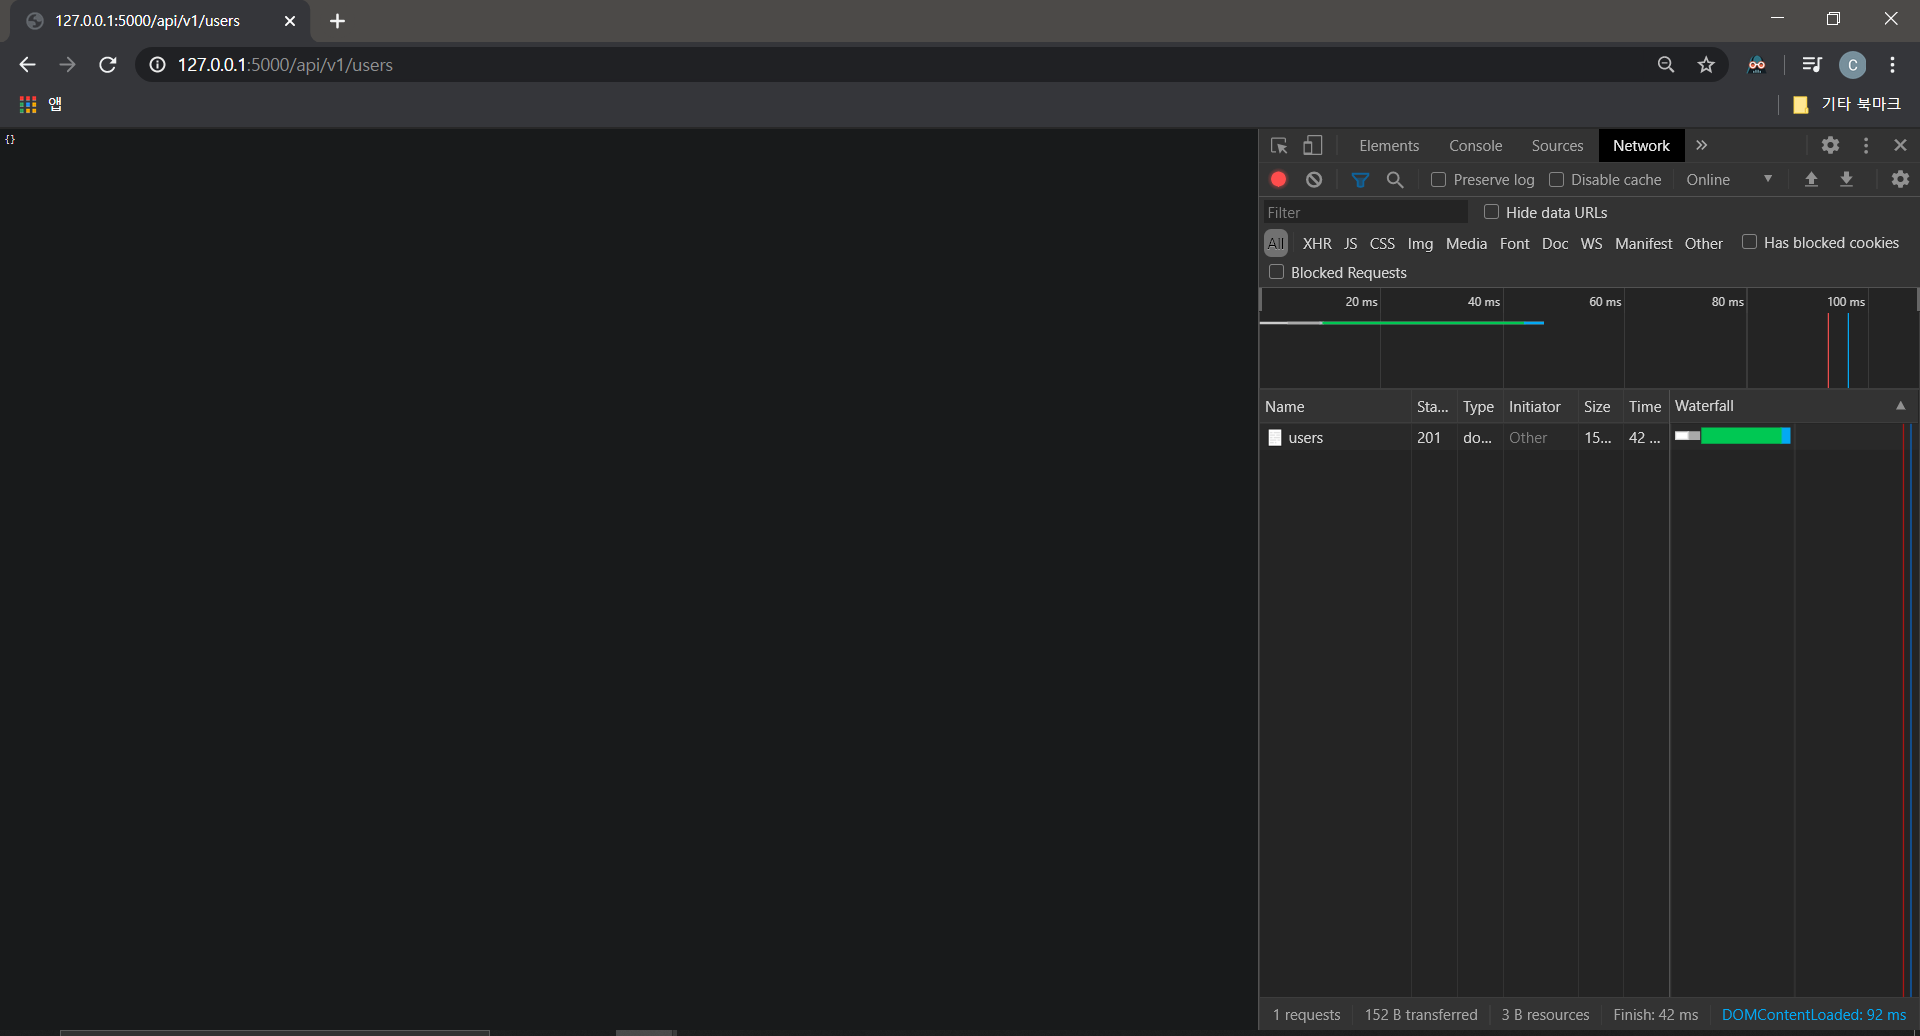 127.0.0.1:5000/api/v1/users
127.0.0.1:5000/api/v1/users
C
앱
기타 북마크
{}
Elements Console Sources Network
Preserve log Disable cache Online
Filter Hide data URLs
All XHR JS CSS Img Media Font Doc WS Manifest Other Has blocked cookies
Blocked Requests
20 ms 40 ms 60 ms 80 ms 100 ms
Name Sta... Type Initiator Size Time Waterfall
users 201 do... Other 15... 42 ...
1 requests 152 B transferred 3 B resources Finish: 42 ms DOMContentLoaded: 92 ms